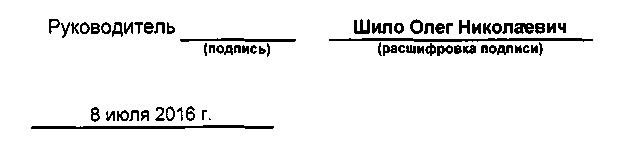 Руководитель Шило Олег Николаевич
(подпись) (расшифровка подписи)
8 июля 2016 г.